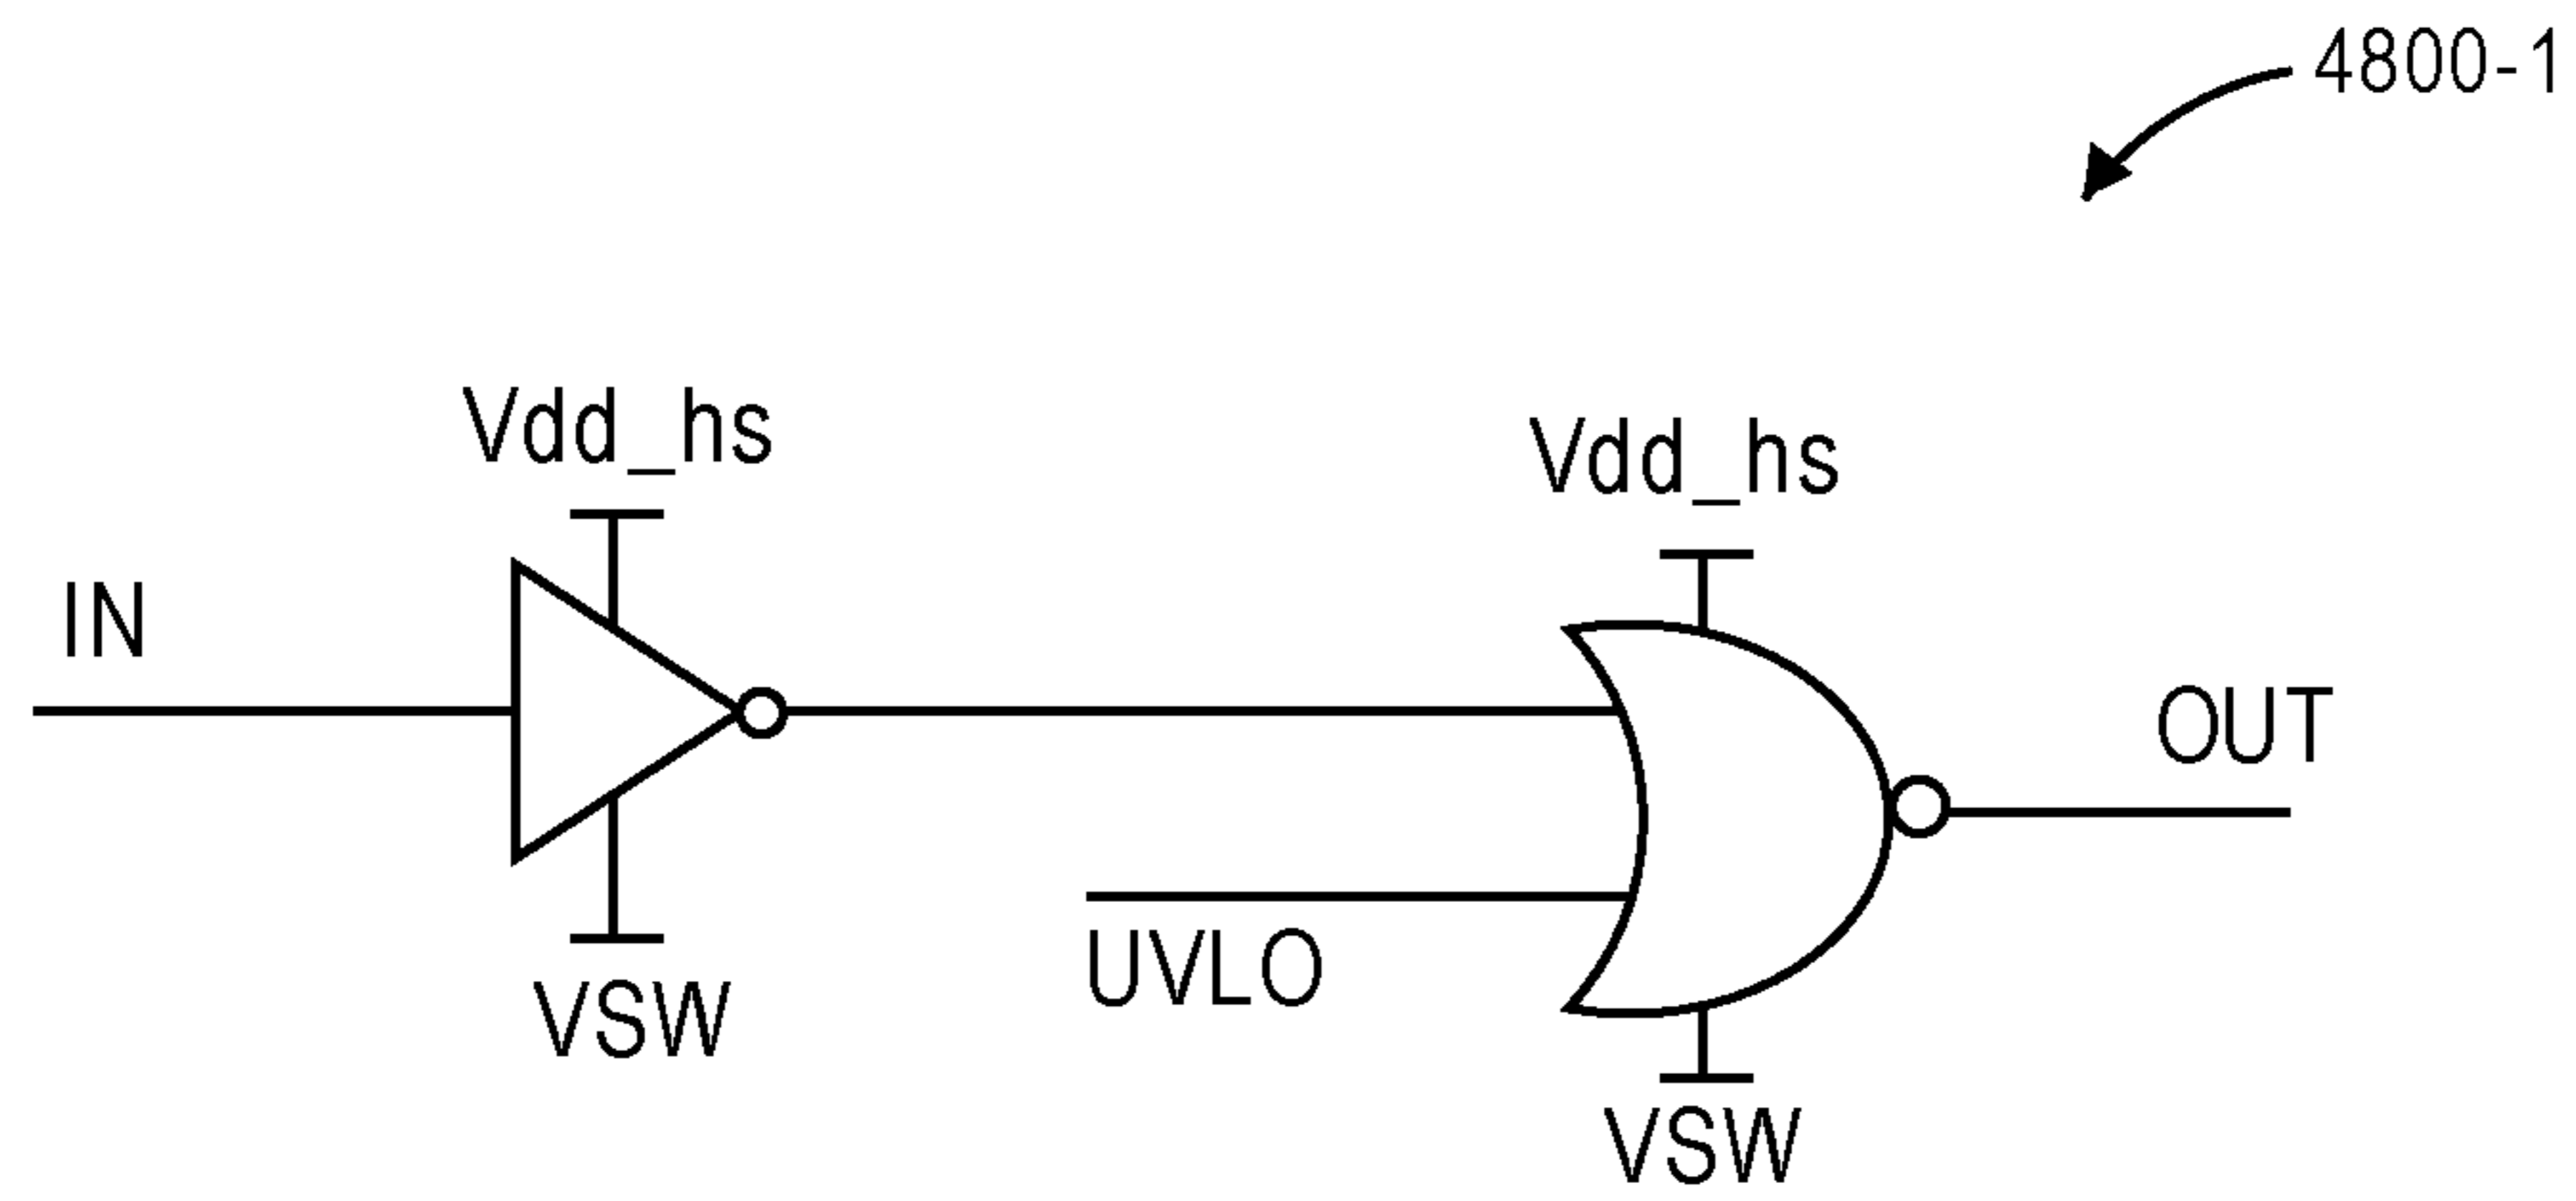 4800-1
Vdd_hs
Vdd_hs
IN
OUT
UVLO
VSW
VSW